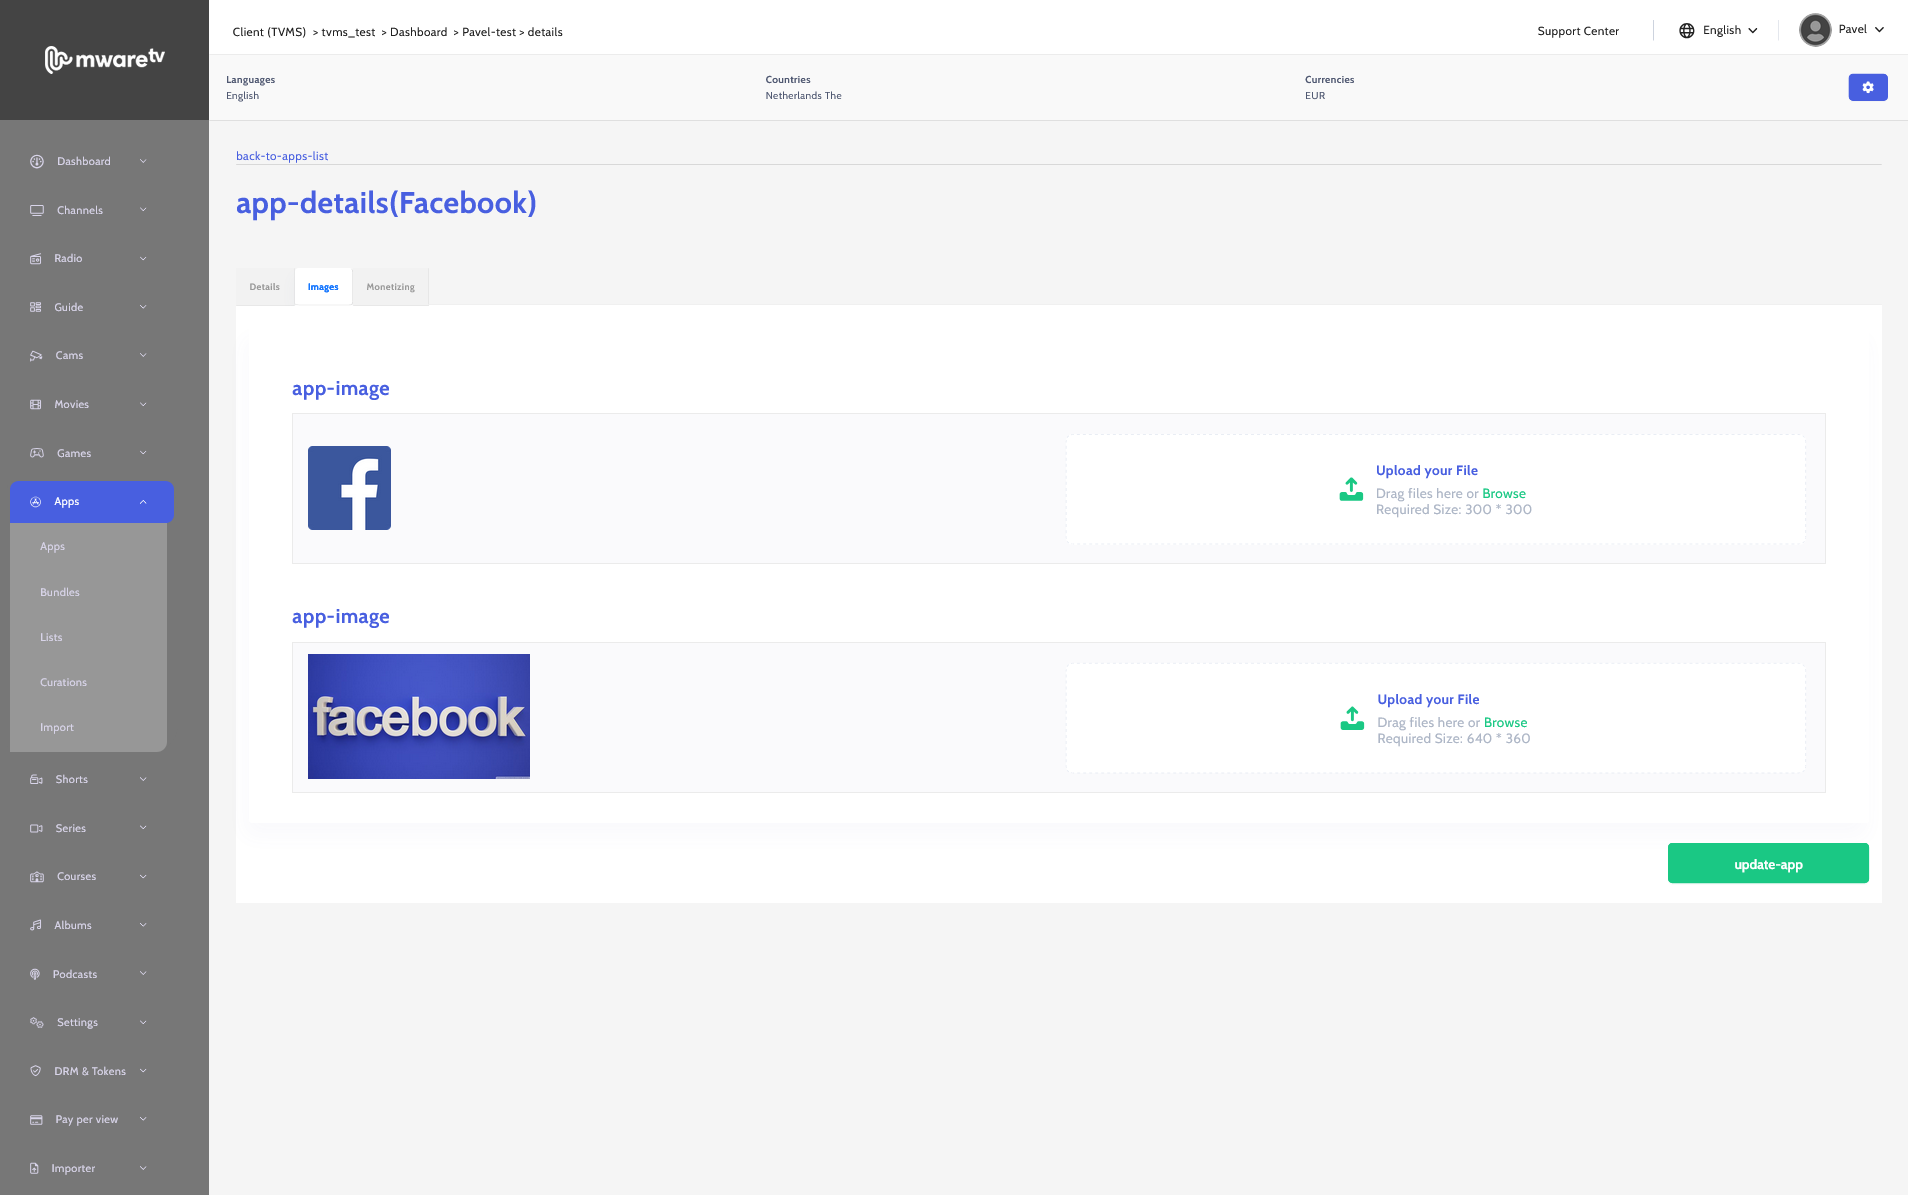 mwaretv
Client (TVMS) > tvms_test > Dashboard > Pavel-test > details
Support Center
English
Pavel
Languages
English
Countries
Netherlands The
Currencies
EUR
Dashboard
Channels
Radio
Guide
Cams
Movies
Games
Apps
Apps
Bundles
Lists
Curations
Import
Shorts
Series
Courses
Albums
Podcasts
Settings
DRM & Tokens
Pay per view
Importer
back-to-apps-list
app-details(Facebook)
Details
Images
Monetizing
app-image
f
Upload your File
Drag files here or Browse
Required Size: 300 * 300
app-image
facebook
Upload your File
Drag files here or Browse
Required Size: 640 * 360
update-app